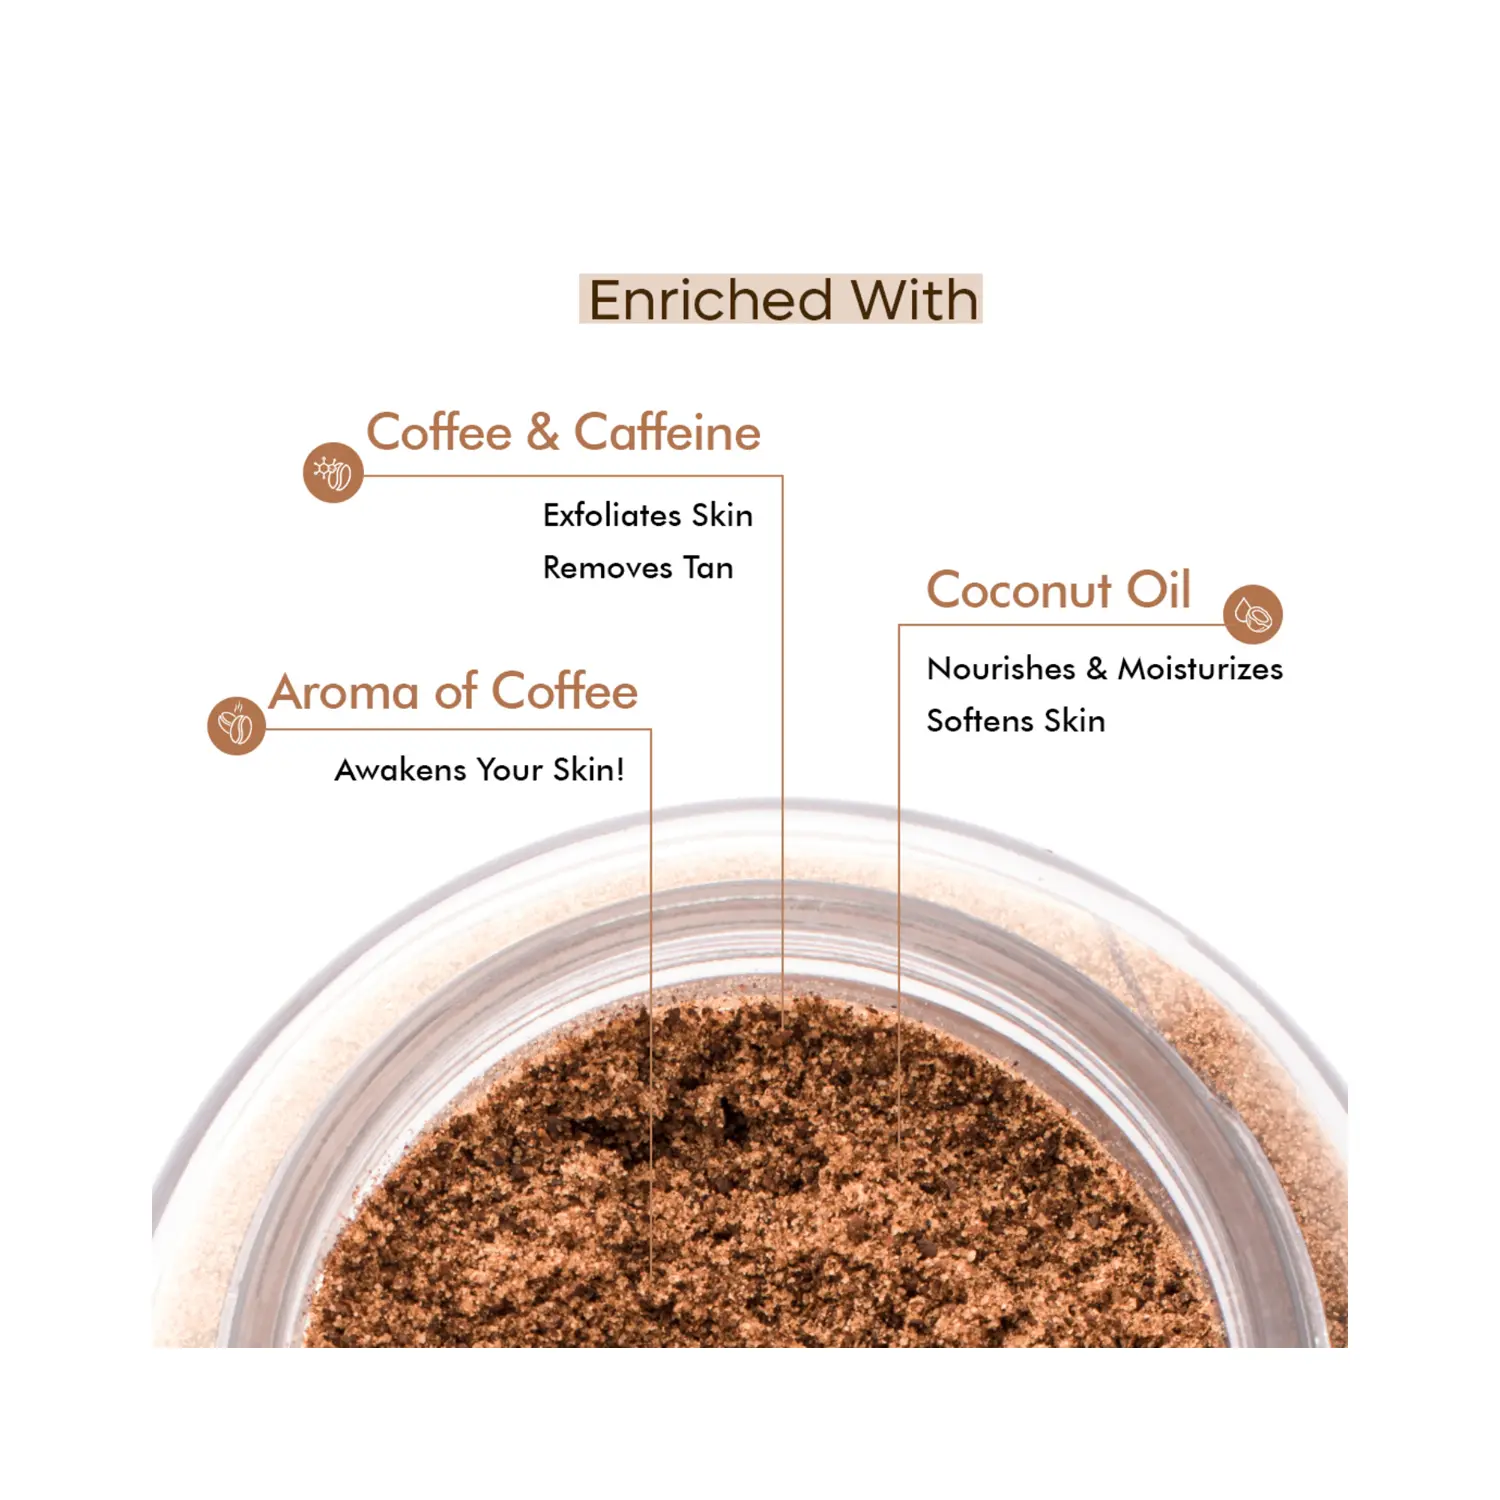 Enriched With
Coffee & Caffeine
Exfoliates Skin
Removes Tan
Coconut Oil
Nourishes & Moisturizes
Softens Skin
Aroma of Coffee
Awakens Your Skin!